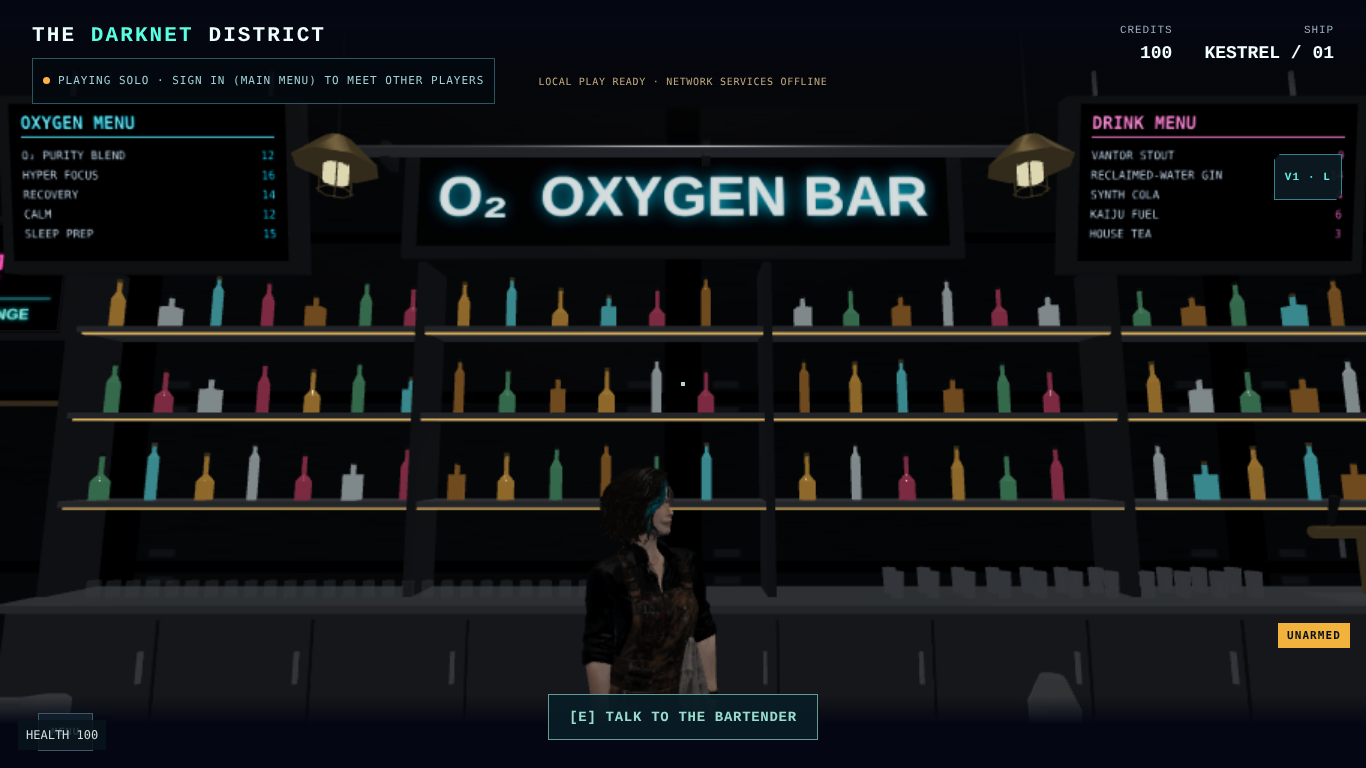 THE DARKNET DISTRICT
CREDITS
100
SHIP
KESTREL / 01
PLAYING SOLO · SIGN IN (MAIN MENU) TO MEET OTHER PLAYERS
LOCAL PLAY READY · NETWORK SERVICES OFFLINE
OXYGEN MENU
O₂ PURITY BLEND 12
HYPER FOCUS 16
RECOVERY 14
CALM 12
SLEEP PREP 15
O₂ OXYGEN BAR
DRINK MENU
VANTOR STOUT
RECLAIMED-WATER GIN
SYNTH COLA
KAIJU FUEL 6
HOUSE TEA 3
V1 · L
NGE
UNARMED
[E] TALK TO THE BARTENDER
HEALTH 100